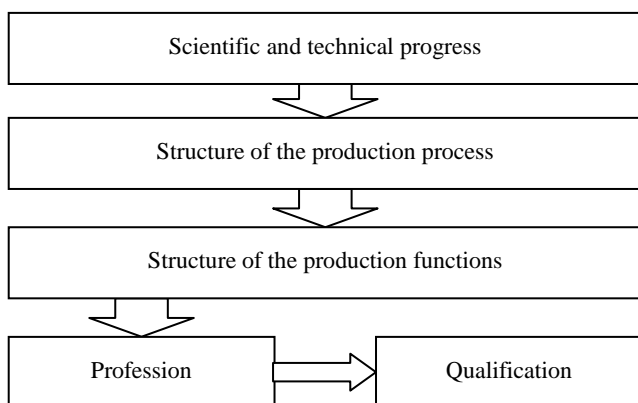 Scientific and technical progress
Structure of the production process
Structure of the production functions
Profession
Qualification